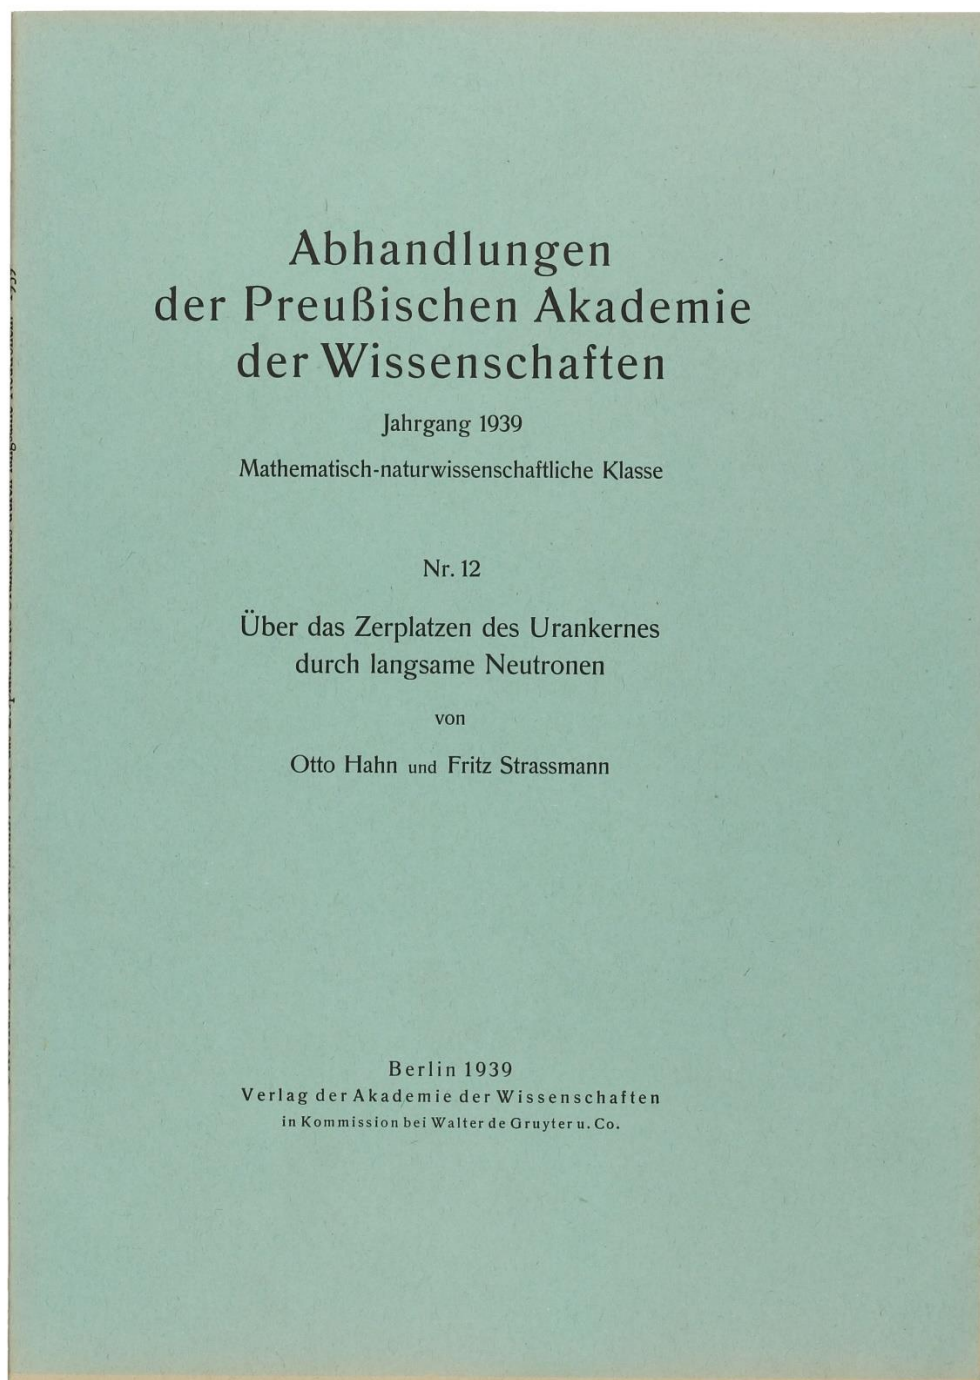 Abhandlungen
der Preußischen Akademie
der Wissenschaften
Jahrgang 1939
Mathematisch-naturwissenschaftliche Klasse
Nr. 12
Über das Zerplatzen des Urankernes
durch langsame Neutronen
von
Otto Hahn und Fritz Strassmann
Berlin 1939
Verlag der Akademie der Wissenschaften
in Kommission bei Walter de Gruyter u. Co.